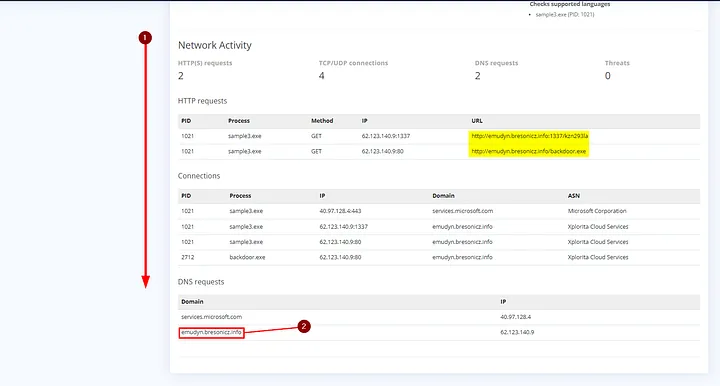 Checks supported languages
sample3.exe (PID: 1021)
1
Network Activity
HTTP(S) requests TCP/UDP connections DNS requests Threats
2 4 2 0
HTTP requests
PID Process Method IP URL
1021 sample3.exe GET 62.123.140.9:1337 http://emudyn.bresonicz.info:1337/kzn293la
1021 sample3.exe GET 62.123.140.9:80 http://emudyn.bresonicz.info/backdoor.exe
Connections
PID Process IP Domain ASN
1021 sample3.exe 40.97.128.4:443 services.microsoft.com Microsoft Corporation
1021 sample3.exe 62.123.140.9:1337 emudyn.bresonicz.info Xplorita Cloud Services
1021 sample3.exe 62.123.140.9:80 emudyn.bresonicz.info Xplorita Cloud Services
2712 backdoor.exe 62.123.140.9:80 emudyn.bresonicz.info Xplorita Cloud Services
DNS requests
Domain IP
services.microsoft.com 40.97.128.4
emudyn.bresonicz.info 2 62.123.140.9